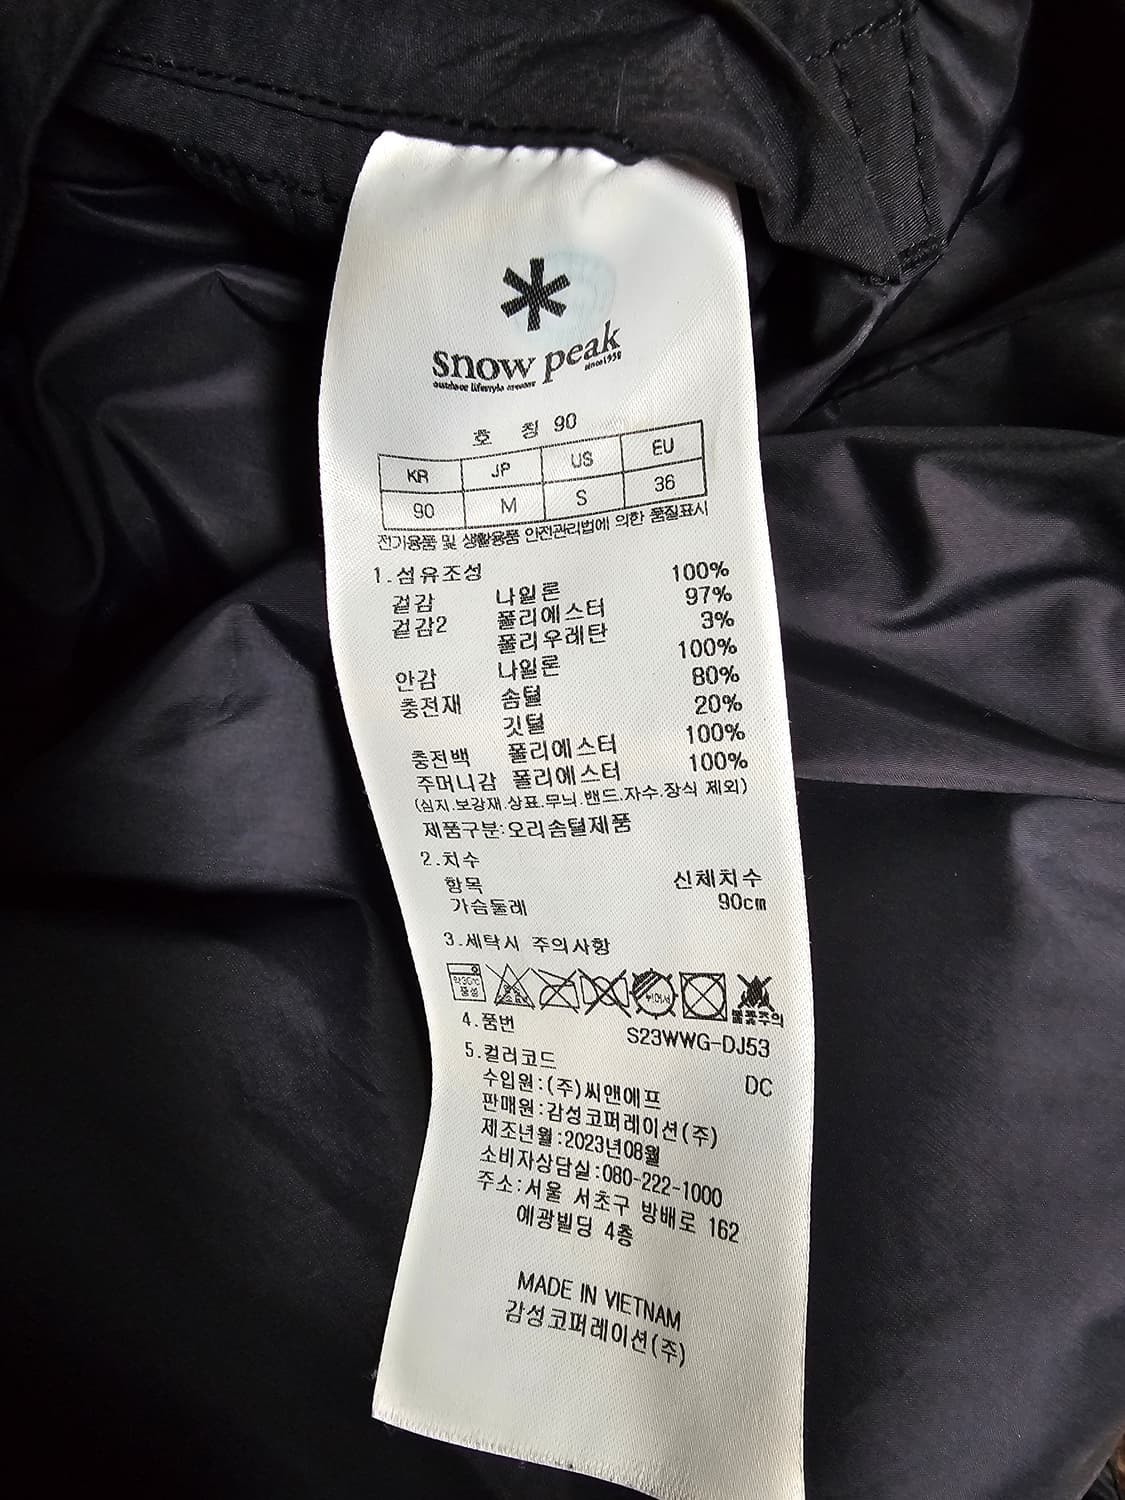 snow peak
outdoor lifestyle creator since1958
호 칭 90
KR JP US EU
90 M S 36
전기용품 및 생활용품 안전관리법에 의한 품질표시
1.섬유조성
겉감 나일론 100%
겉감2 폴리에스터 97%
폴리우레탄 3%
안감 나일론 100%
충전재 솜털 80%
깃털 20%
충전백 폴리에스터 100%
주머니감 폴리에스터 100%
(심지.보강재.상표.무늬.밴드.자수.장식 제외)
제품구분:오리솜털제품
2.치수
항목 신체치수
가슴둘레 90cm
3.세탁시 주의사항
약30℃ 중성 뉘어서 불꽃주의
4.품번 S23WWG-DJ53
5.컬러코드 DC
수입원:(주)씨앤에프
판매원:감성코퍼레이션(주)
제조년월:2023년08월
소비자상담실:080-222-1000
주소:서울 서초구 방배로 162
예광빌딩 4층
MADE IN VIETNAM
감성코퍼레이션(주)